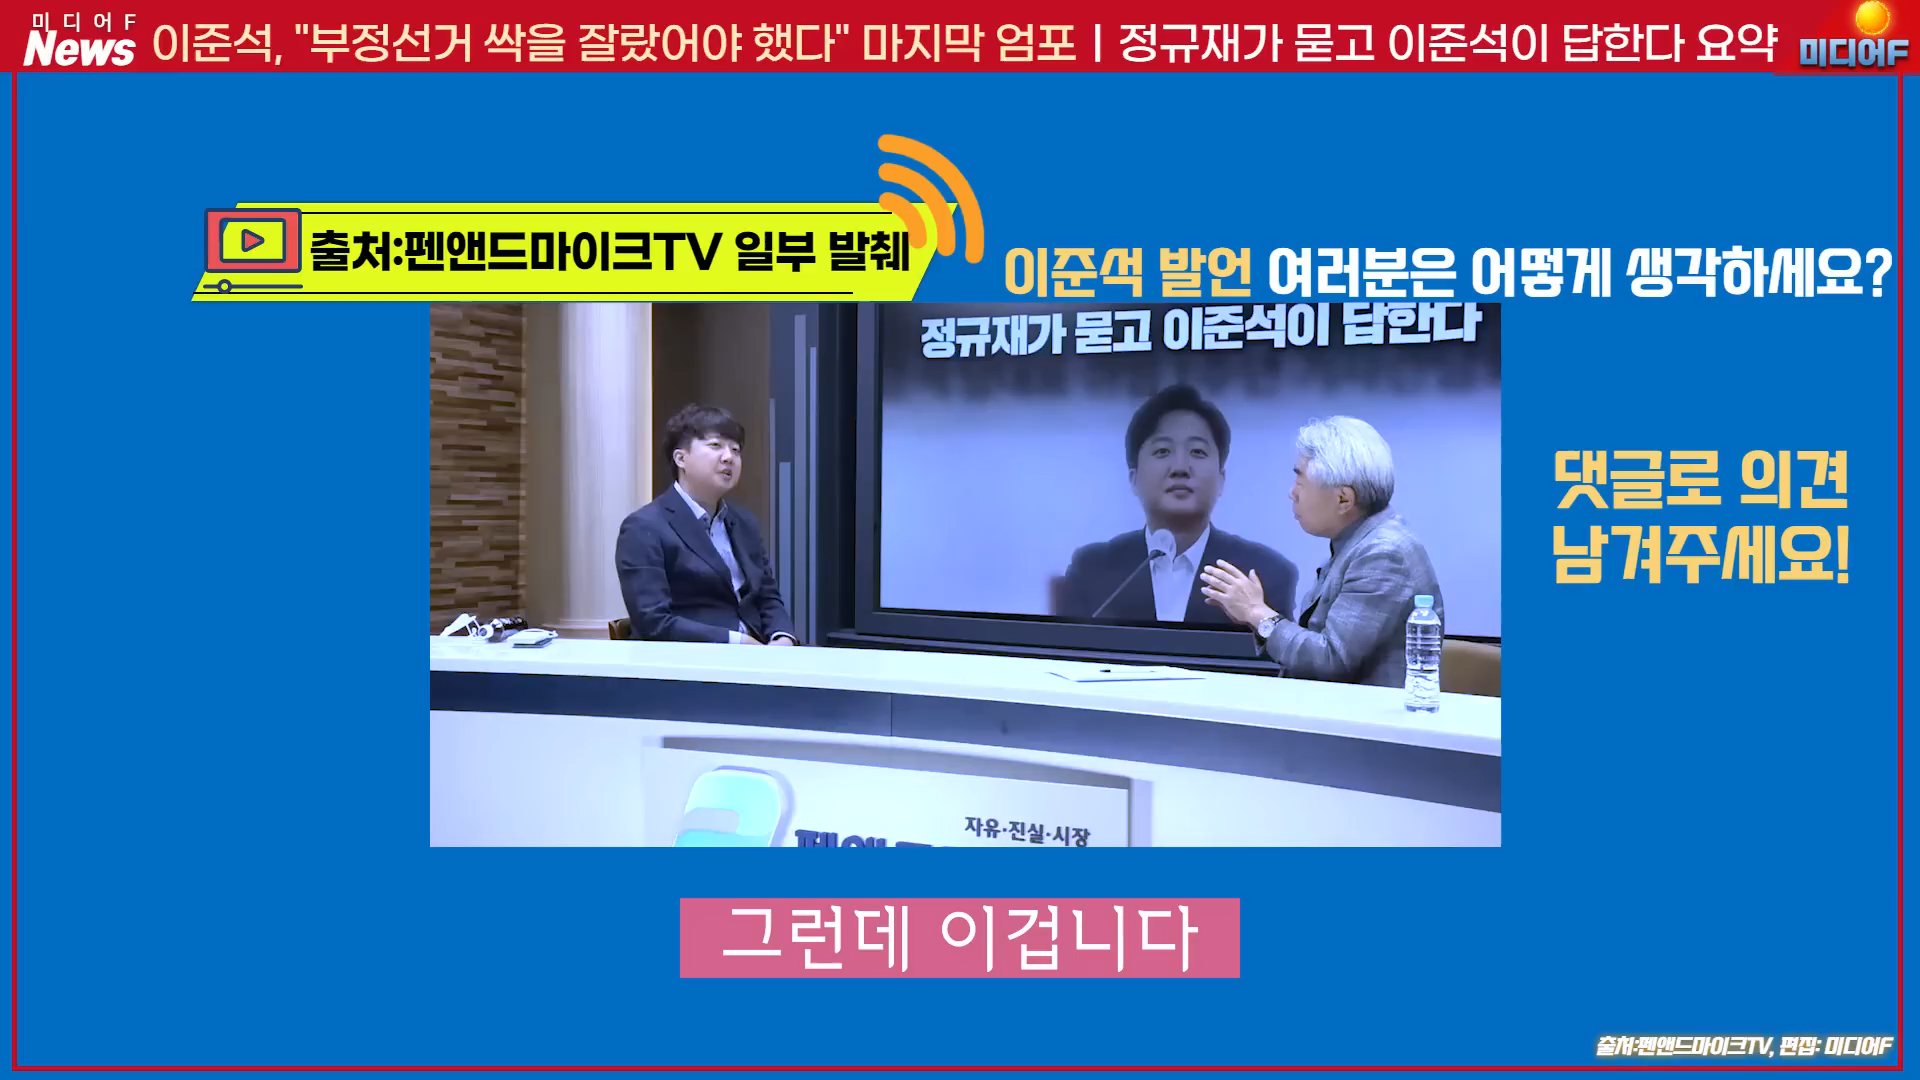 미디어F
News
이준석, "부정선거 싹을 잘랐어야 했다" 마지막 엄포 | 정규재가 묻고 이준석이 답한다 요약
미디어F
출처:펜앤드마이크TV 일부 발췌
이준석 발언 여러분은 어떻게 생각하세요?
정규재가 묻고 이준석이 답한다
댓글로 의견
남겨주세요!
자유·진실·시장
그런데 이겁니다
출처:펜앤드마이크TV, 편집: 미디어F